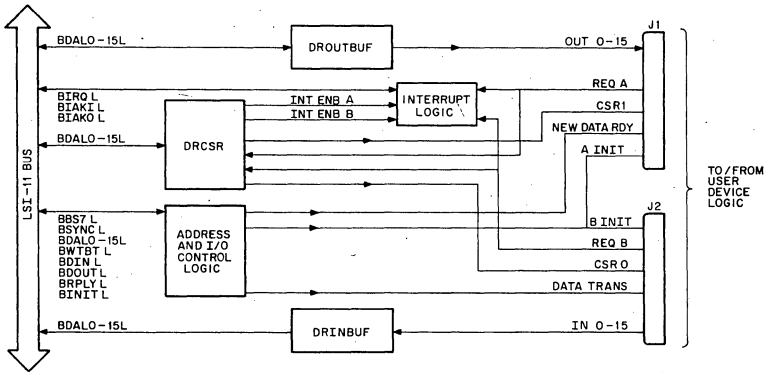 BDALO-15L
DROUTBUF
OUT 0-15
J1
BIRQ L
BIAKI L
BIAKO L
INT ENB A
INT ENB B
INTERRUPT
LOGIC
REQ A
CSR1
BDALO-15L
DRCSR
NEW DATA RDY
A INIT
LSI-11 BUS
TO/FROM
USER
DEVICE
LOGIC
J2
BBS7 L
BSYNC L
BDALO-15L
BWTBT L
BDIN L
BDOUT L
BRPLY L
BINIT L
ADDRESS
AND I/O
CONTROL
LOGIC
B INIT
REQ B
CSR O
DATA TRANS
BDALO-15L
DRINBUF
IN 0-15